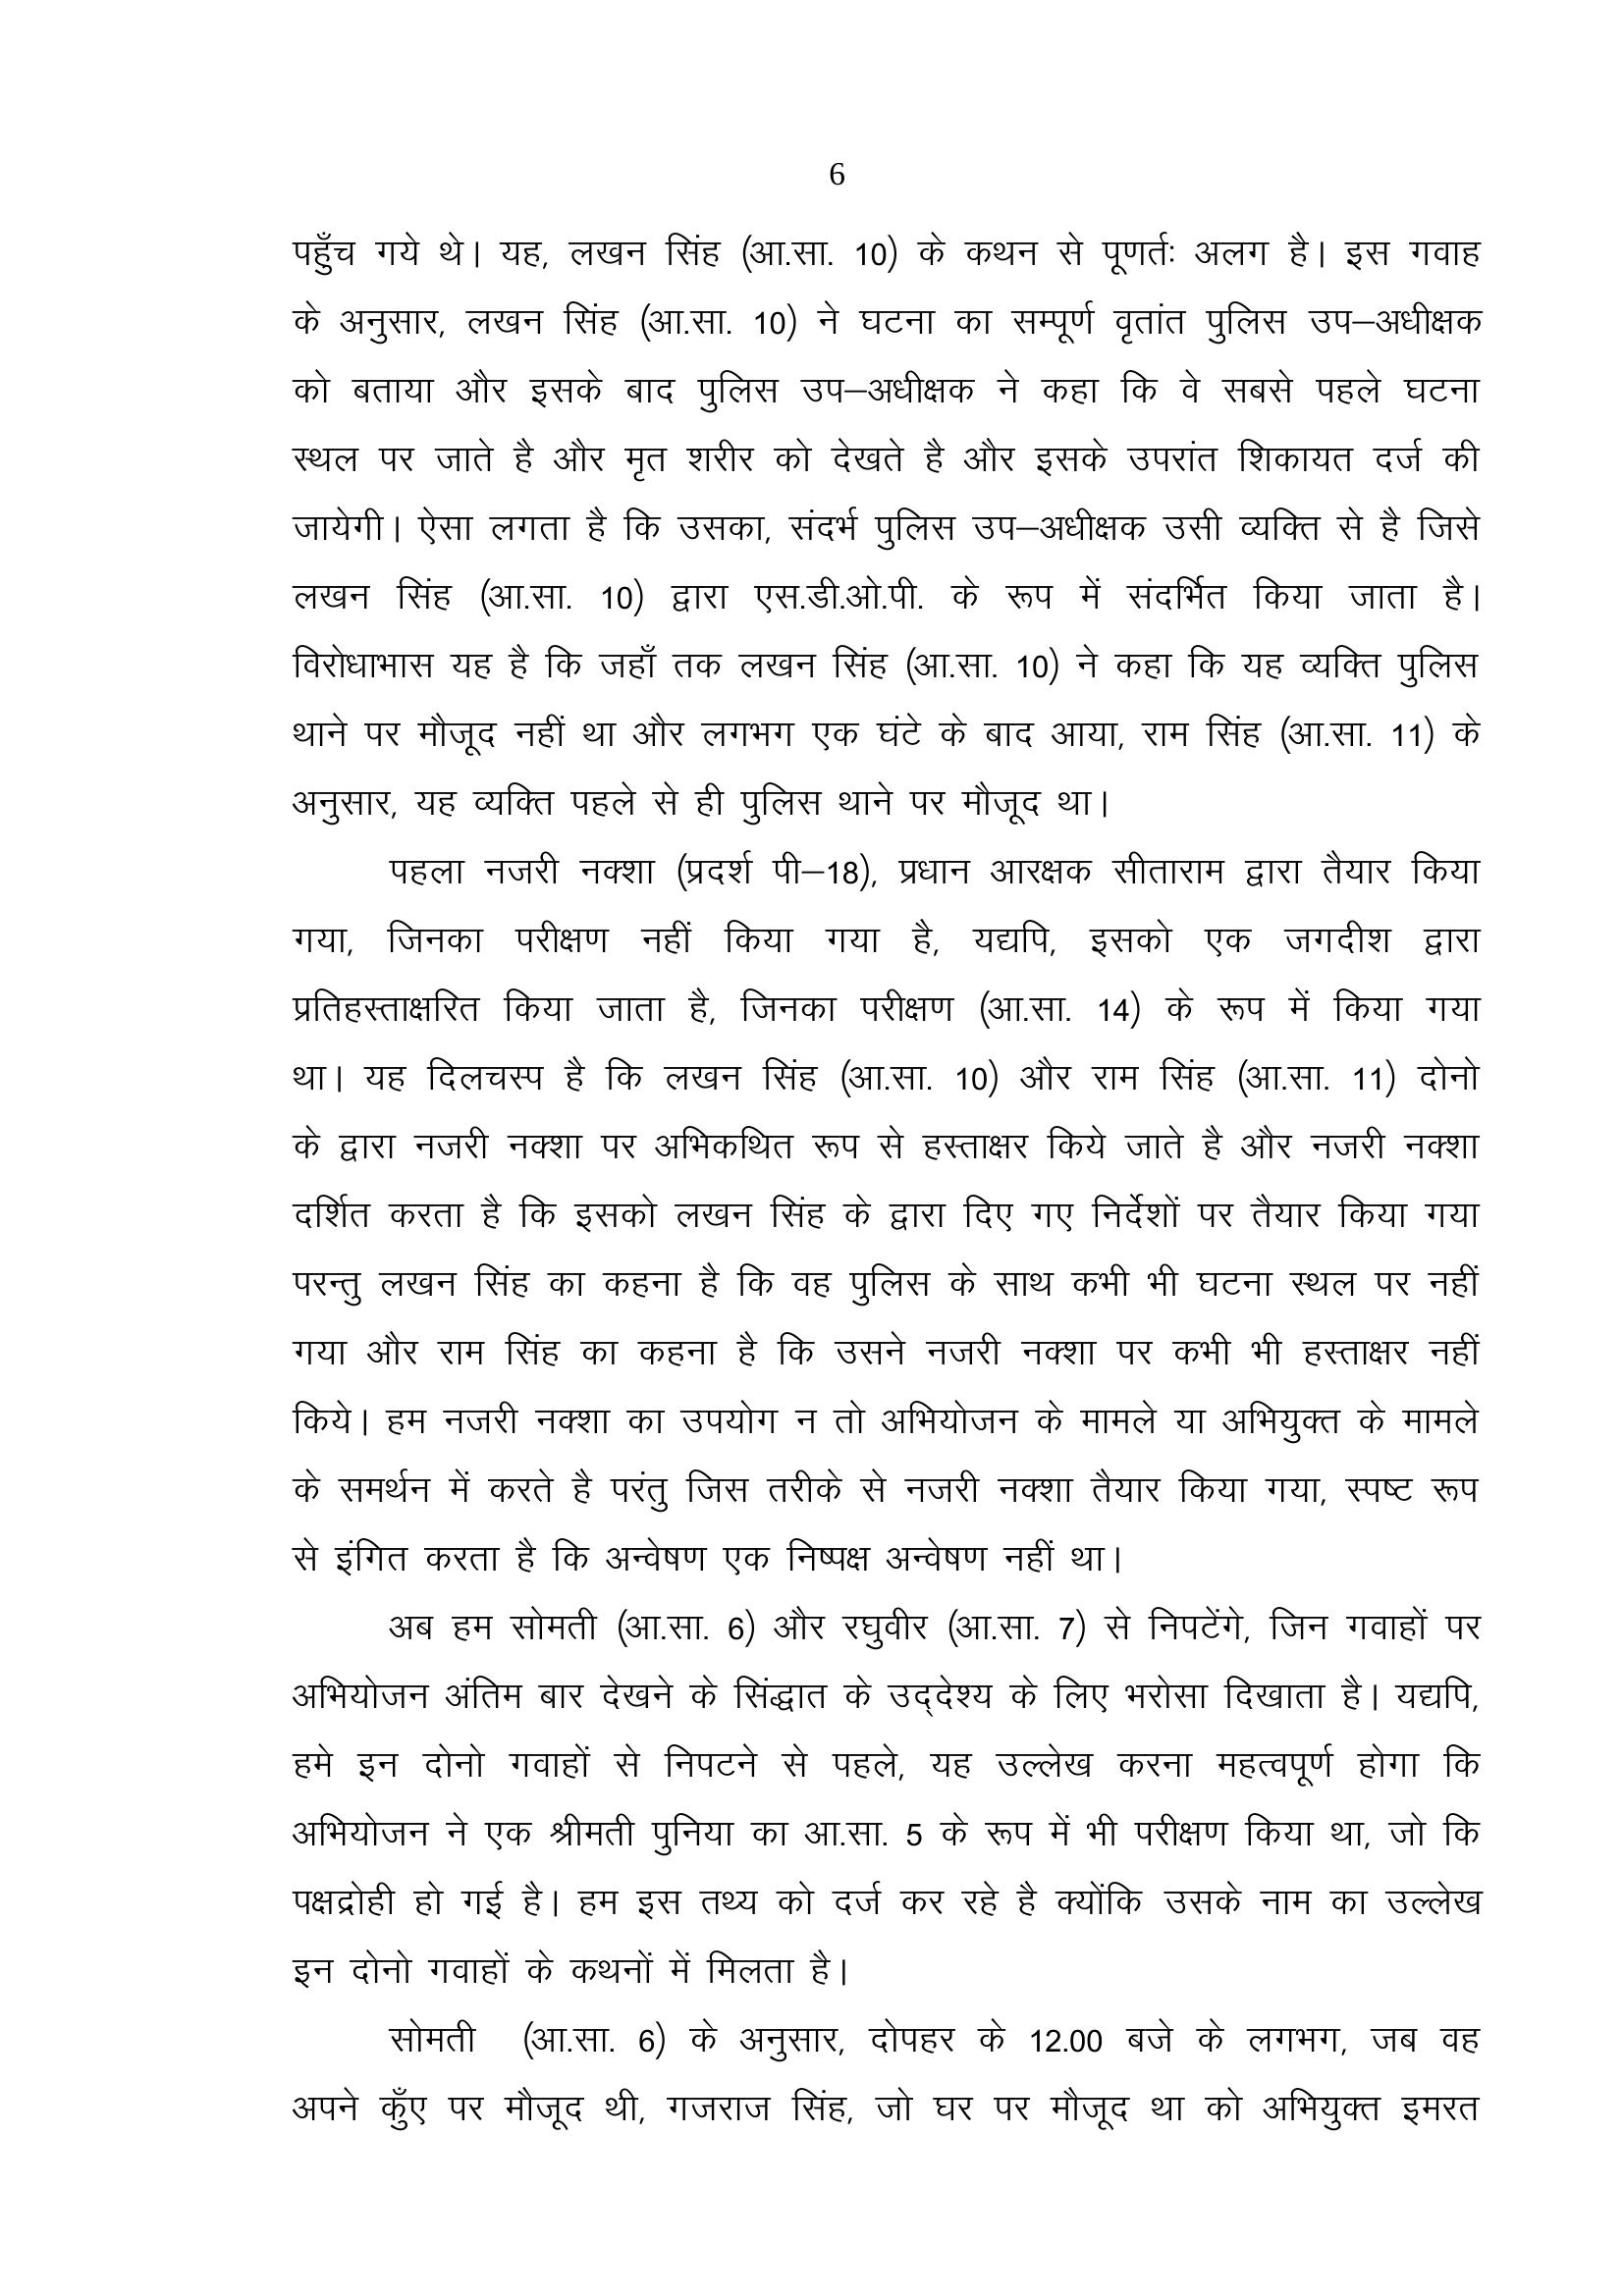 6
पहुँच गये थे। यह, लखन सिंह (आ.सा. 10) के कथन से पूणर्तः अलग है। इस गवाह
के अनुसार, लखन सिंह (आ.सा. 10) ने घटना का सम्पूर्ण वृतांत पुलिस उप–अधीक्षक
को बताया और इसके बाद पुलिस उप–अधीक्षक ने कहा कि वे सबसे पहले घटना
स्थल पर जाते है और मृत शरीर को देखते है और इसके उपरांत शिकायत दर्ज की
जायेगी। ऐसा लगता है कि उसका, संदर्भ पुलिस उप–अधीक्षक उसी व्यक्ति से है जिसे
लखन सिंह (आ.सा. 10) द्वारा एस.डी.ओ.पी. के रूप में संदर्भित किया जाता है।
विरोधाभास यह है कि जहाँ तक लखन सिंह (आ.सा. 10) ने कहा कि यह व्यक्ति पुलिस
थाने पर मौजूद नहीं था और लगभग एक घंटे के बाद आया, राम सिंह (आ.सा. 11) के
अनुसार, यह व्यक्ति पहले से ही पुलिस थाने पर मौजूद था।
पहला नजरी नक्शा (प्रदर्श पी–18), प्रधान आरक्षक सीताराम द्वारा तैयार किया
गया, जिनका परीक्षण नहीं किया गया है, यद्यपि, इसको एक जगदीश द्वारा
प्रतिहस्ताक्षरित किया जाता है, जिनका परीक्षण (आ.सा. 14) के रूप में किया गया
था। यह दिलचस्प है कि लखन सिंह (आ.सा. 10) और राम सिंह (आ.सा. 11) दोनो
के द्वारा नजरी नक्शा पर अभिकथित रूप से हस्ताक्षर किये जाते है और नजरी नक्शा
दर्शित करता है कि इसको लखन सिंह के द्वारा दिए गए निर्देशों पर तैयार किया गया
परन्तु लखन सिंह का कहना है कि वह पुलिस के साथ कभी भी घटना स्थल पर नहीं
गया और राम सिंह का कहना है कि उसने नजरी नक्शा पर कभी भी हस्ताक्षर नहीं
किये। हम नजरी नक्शा का उपयोग न तो अभियोजन के मामले या अभियुक्त के मामले
के समर्थन में करते है परंतु जिस तरीके से नजरी नक्शा तैयार किया गया, स्पष्ट रूप
से इंगित करता है कि अन्वेषण एक निष्पक्ष अन्वेषण नहीं था।
अब हम सोमती (आ.सा. 6) और रघुवीर (आ.सा. 7) से निपटेंगे, जिन गवाहों पर
अभियोजन अंतिम बार देखने के सिंद्धात के उद्‌देश्य के लिए भरोसा दिखाता है। यद्यपि,
हमे इन दोनो गवाहों से निपटने से पहले, यह उल्लेख करना महत्वपूर्ण होगा कि
अभियोजन ने एक श्रीमती पुनिया का आ.सा. 5 के रूप में भी परीक्षण किया था, जो कि
पक्षद्रोही हो गई है। हम इस तथ्य को दर्ज कर रहे है क्योंकि उसके नाम का उल्लेख
इन दोनो गवाहों के कथनों में मिलता है।
सोमती (आ.सा. 6) के अनुसार, दोपहर के 12.00 बजे के लगभग, जब वह
अपने कुँए पर मौजूद थी, गजराज सिंह, जो घर पर मौजूद था को अभियुक्त इमरत